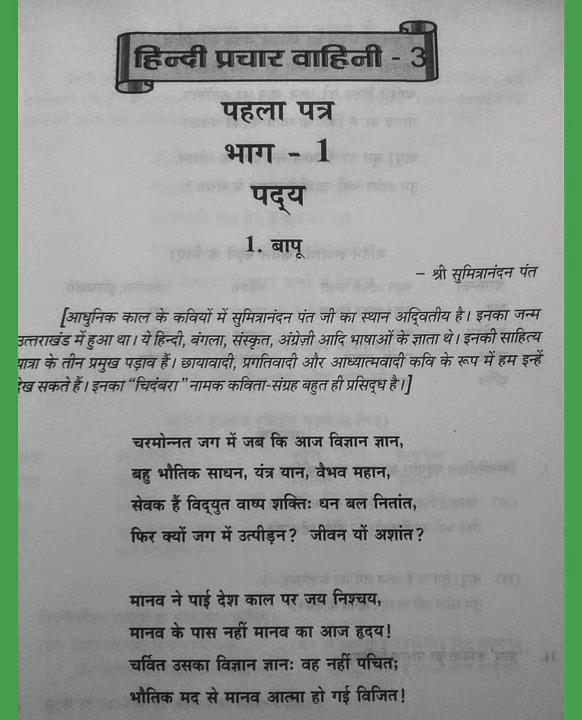 हिन्दी प्रचार वाहिनी - 3
पहला पत्र
भाग - 1
पद्य
1. बापू
– श्री सुमित्रानंदन पंत
[आधुनिक काल के कवियों में सुमित्रानंदन पंत जी का स्थान अद्वितीय है। इनका जन्म
उत्तराखंड में हुआ था। ये हिन्दी, बंगला, संस्कृत, अंग्रेज़ी आदि भाषाओं के ज्ञाता थे। इनकी साहित्य
यात्रा के तीन प्रमुख पड़ाव हैं। छायावादी, प्रगतिवादी और आध्यात्मवादी कवि के रूप में हम इन्हें
देख सकते हैं। इनका “चिदंबरा” नामक कविता-संग्रह बहुत ही प्रसिद्ध है।]
चरमोन्नत जग में जब कि आज विज्ञान ज्ञान,
बहु भौतिक साधन, यंत्र यान, वैभव महान,
सेवक हैं विद्युत वाष्प शक्तिः धन बल नितांत,
फिर क्यों जग में उत्पीड़न? जीवन यों अशांत?
मानव ने पाई देश काल पर जय निश्चय,
मानव के पास नहीं मानव का आज हृदय!
चर्वित उसका विज्ञान ज्ञानः वह नहीं पचित;
भौतिक मद से मानव आत्मा हो गई विजित!